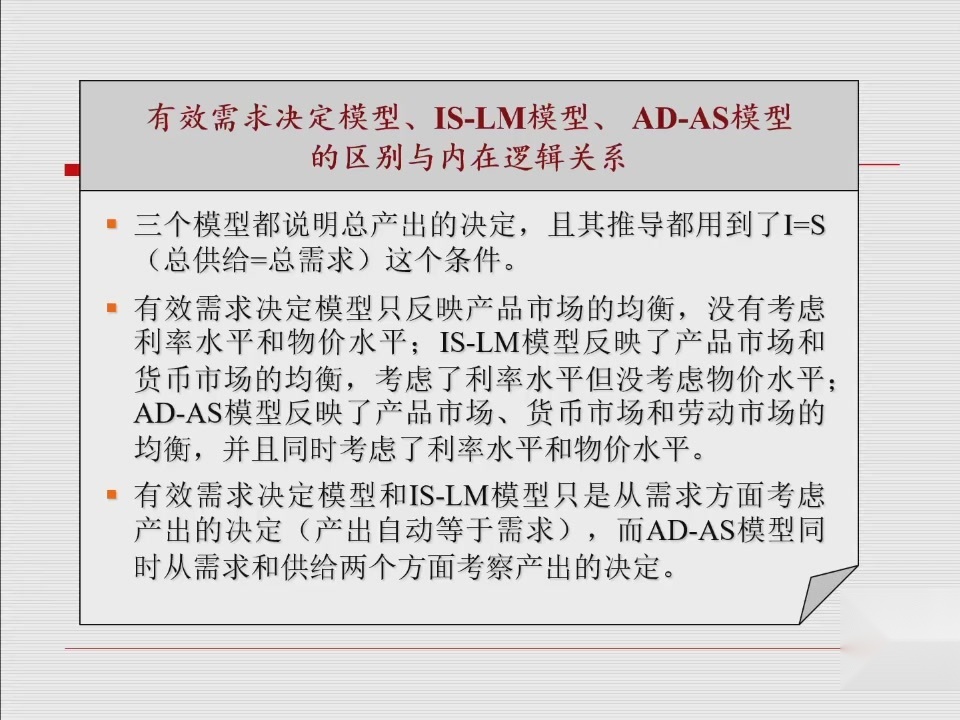 有效需求决定模型、IS-LM模型、 AD-AS模型
的区别与内在逻辑关系
三个模型都说明总产出的决定，且其推导都用到了I=S
（总供给=总需求）这个条件。
有效需求决定模型只反映产品市场的均衡，没有考虑
利率水平和物价水平；IS-LM模型反映了产品市场和
货币市场的均衡，考虑了利率水平但没考虑物价水平；
AD-AS模型反映了产品市场、货币市场和劳动市场的
均衡，并且同时考虑了利率水平和物价水平。
有效需求决定模型和IS-LM模型只是从需求方面考虑
产出的决定（产出自动等于需求），而AD-AS模型同
时从需求和供给两个方面考察产出的决定。